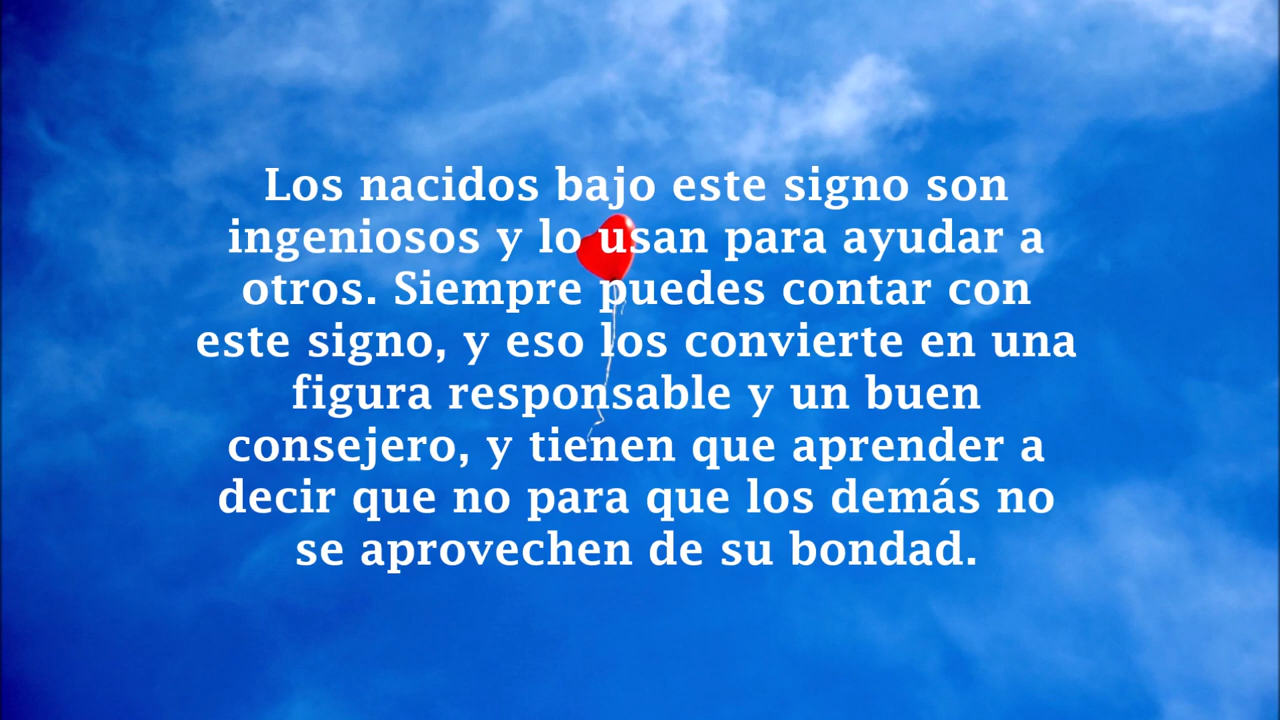 Los nacidos bajo este signo son
ingeniosos y lo usan para ayudar a
otros. Siempre puedes contar con
este signo, y eso los convierte en una
figura responsable y un buen
consejero, y tienen que aprender a
decir que no para que los demás no
se aprovechen de su bondad.